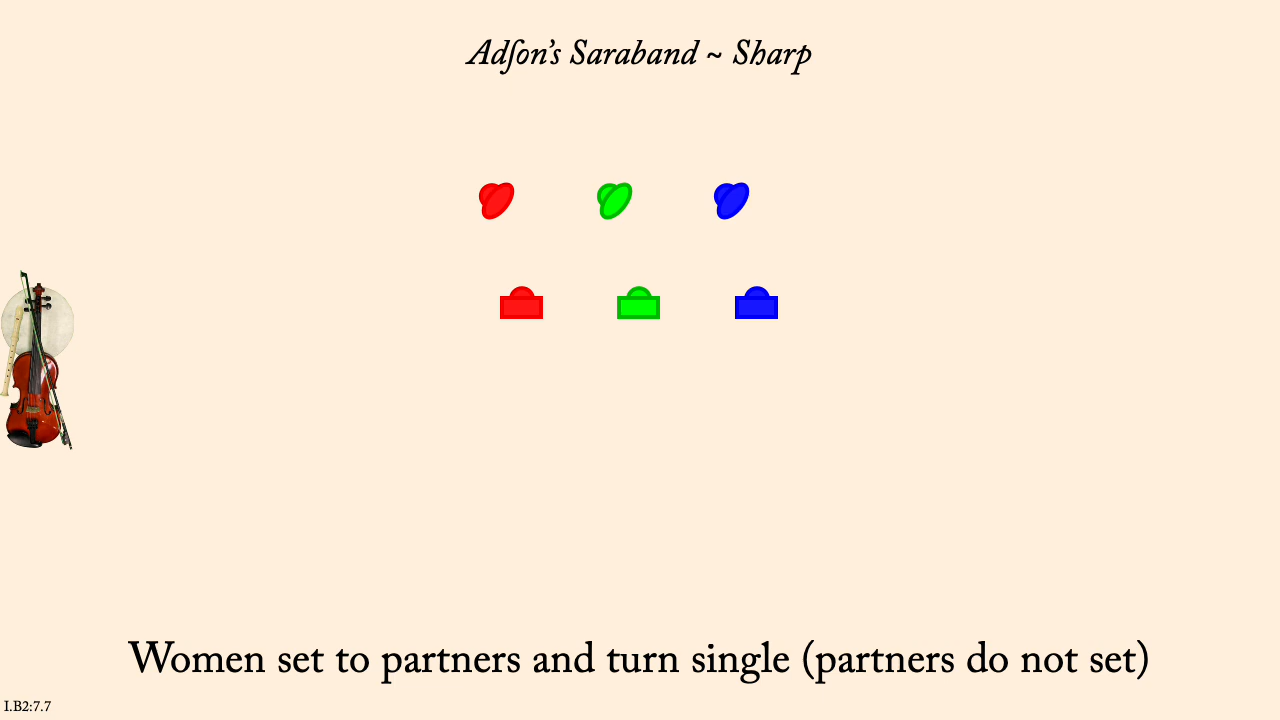 Adſon’s Saraband ~ Sharp
Women set to partners and turn single (partners do not set)
I.B2:7.7